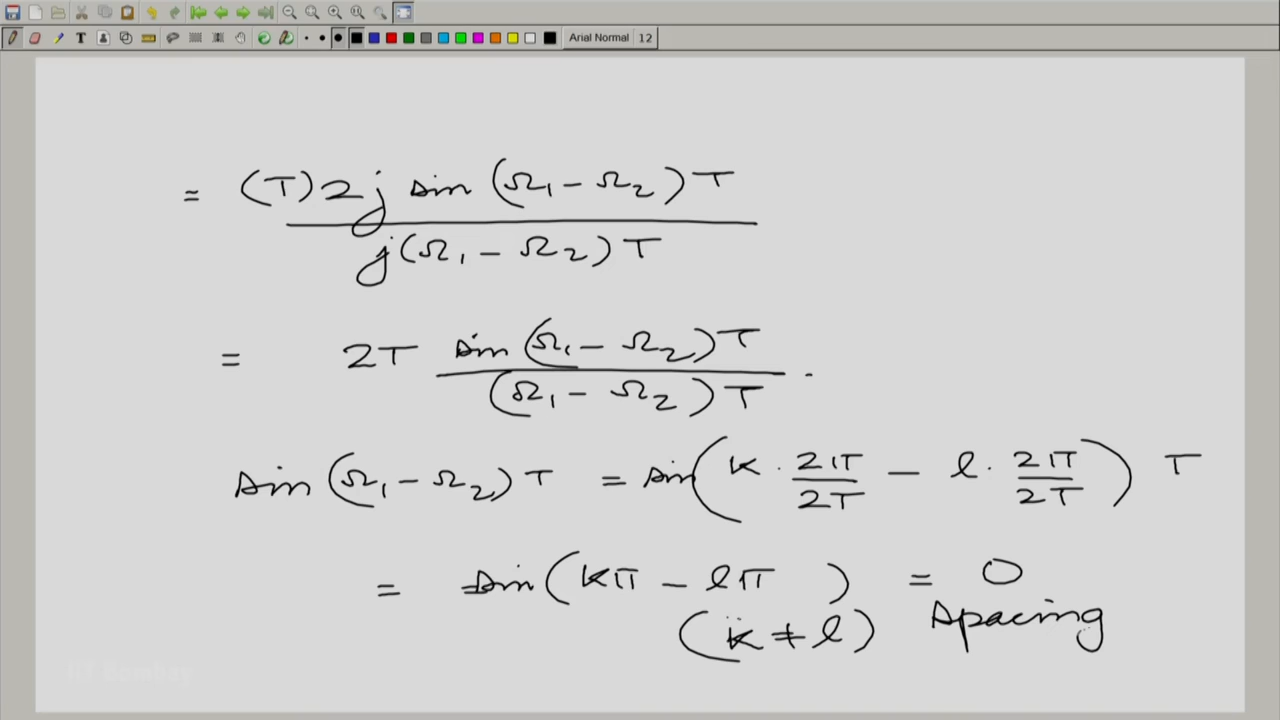 Arial Normal 12
= (T) 2j sin (Ω₁ - Ω₂) T
j(Ω₁ - Ω₂) T
= 2T sin (Ω₁ - Ω₂) T
(Ω₁ - Ω₂) T .
sin (Ω₁ - Ω₂) T = sin (k · 2π/2T - l · 2π/2T) T
= sin (kπ - lπ) = 0
(k ≠ l) spacing